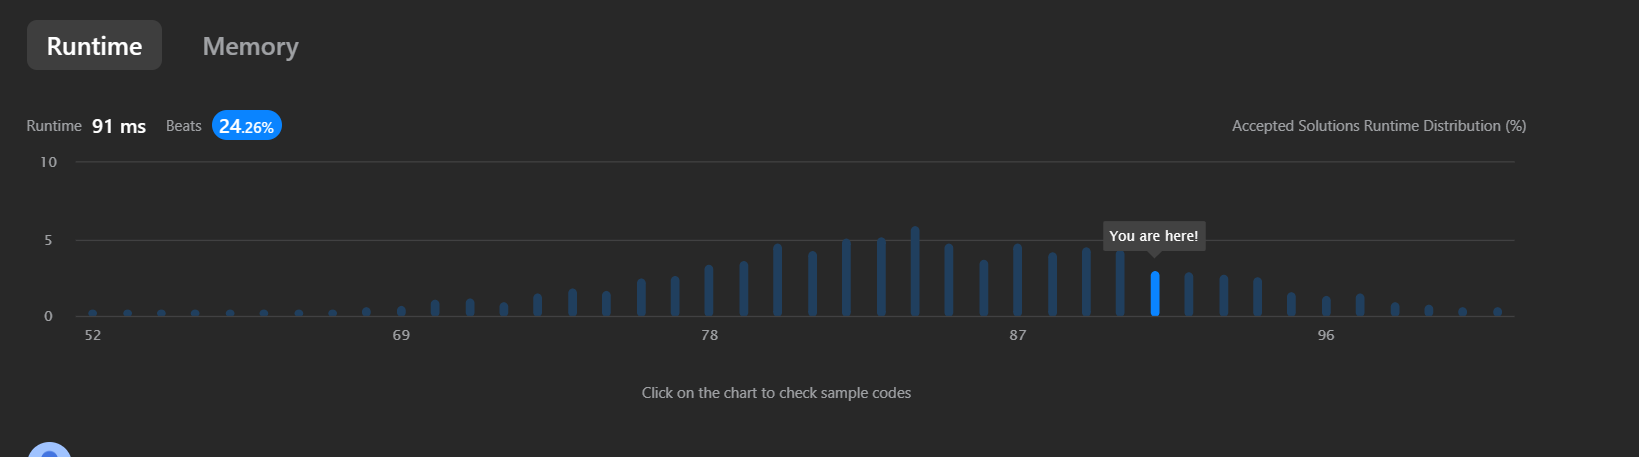 Runtime Memory
Runtime 91 ms Beats 24.26% Accepted Solutions Runtime Distribution (%)
10
You are here!
5
0
52 69 78 87 96
Click on the chart to check sample codes